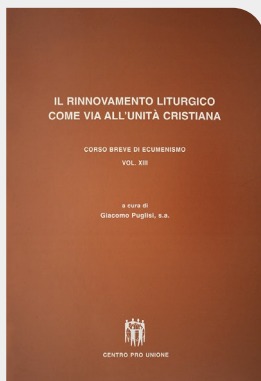 IL RINNOVAMENTO LITURGICO
COME VIA ALL'UNITÀ CRISTIANA
CORSO BREVE DI ECUMENISMO
VOL. XIII
a cura di
Giacomo Puglisi, s.a.
CENTRO PRO UNIONE